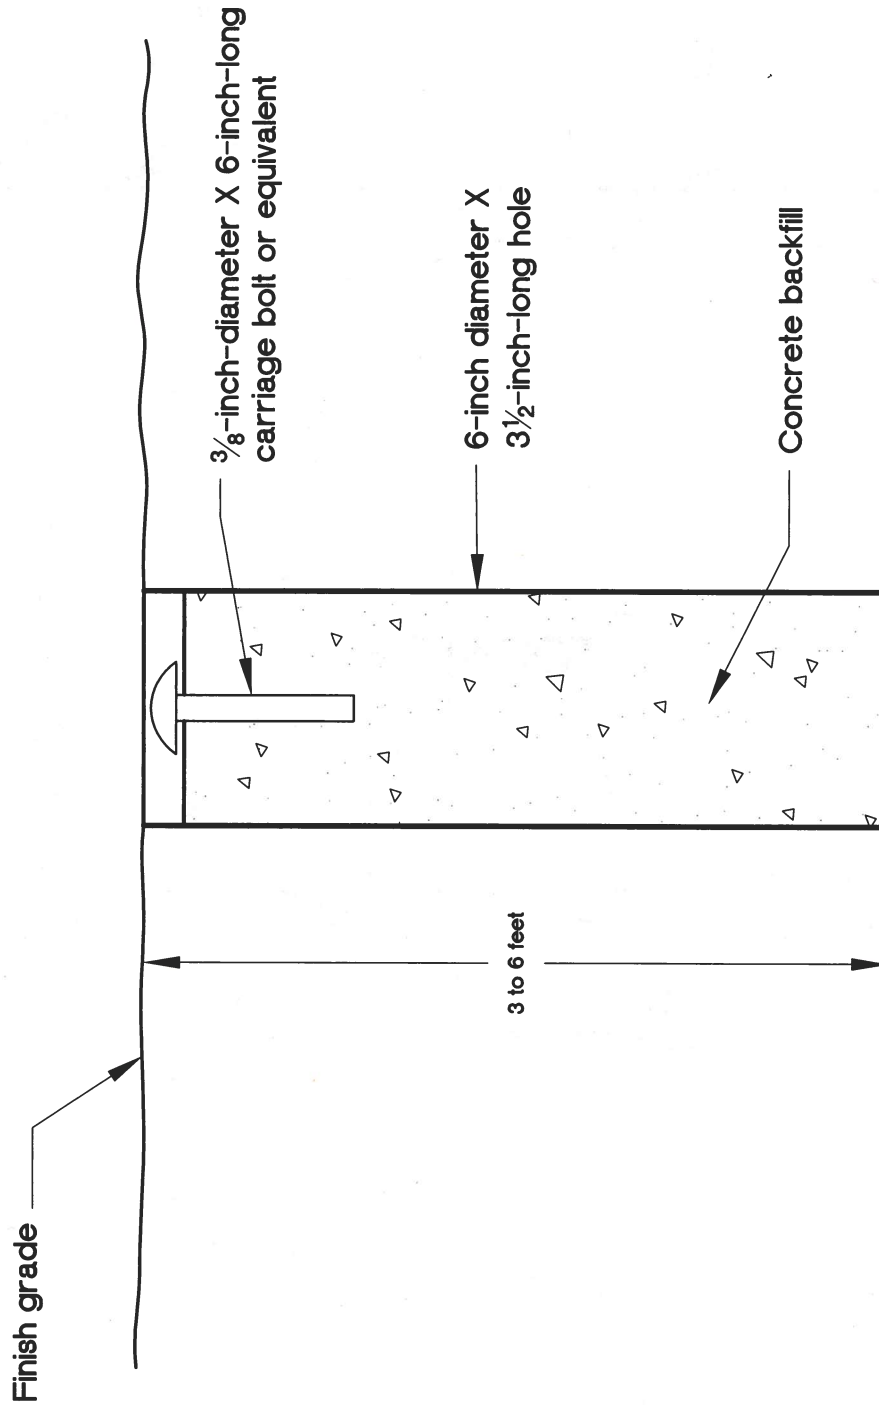 Finish grade
3/8-inch-diameter X 6-inch-long
carriage bolt or equivalent
6-inch diameter X
3½-inch-long hole
Concrete backfill
3 to 6 feet